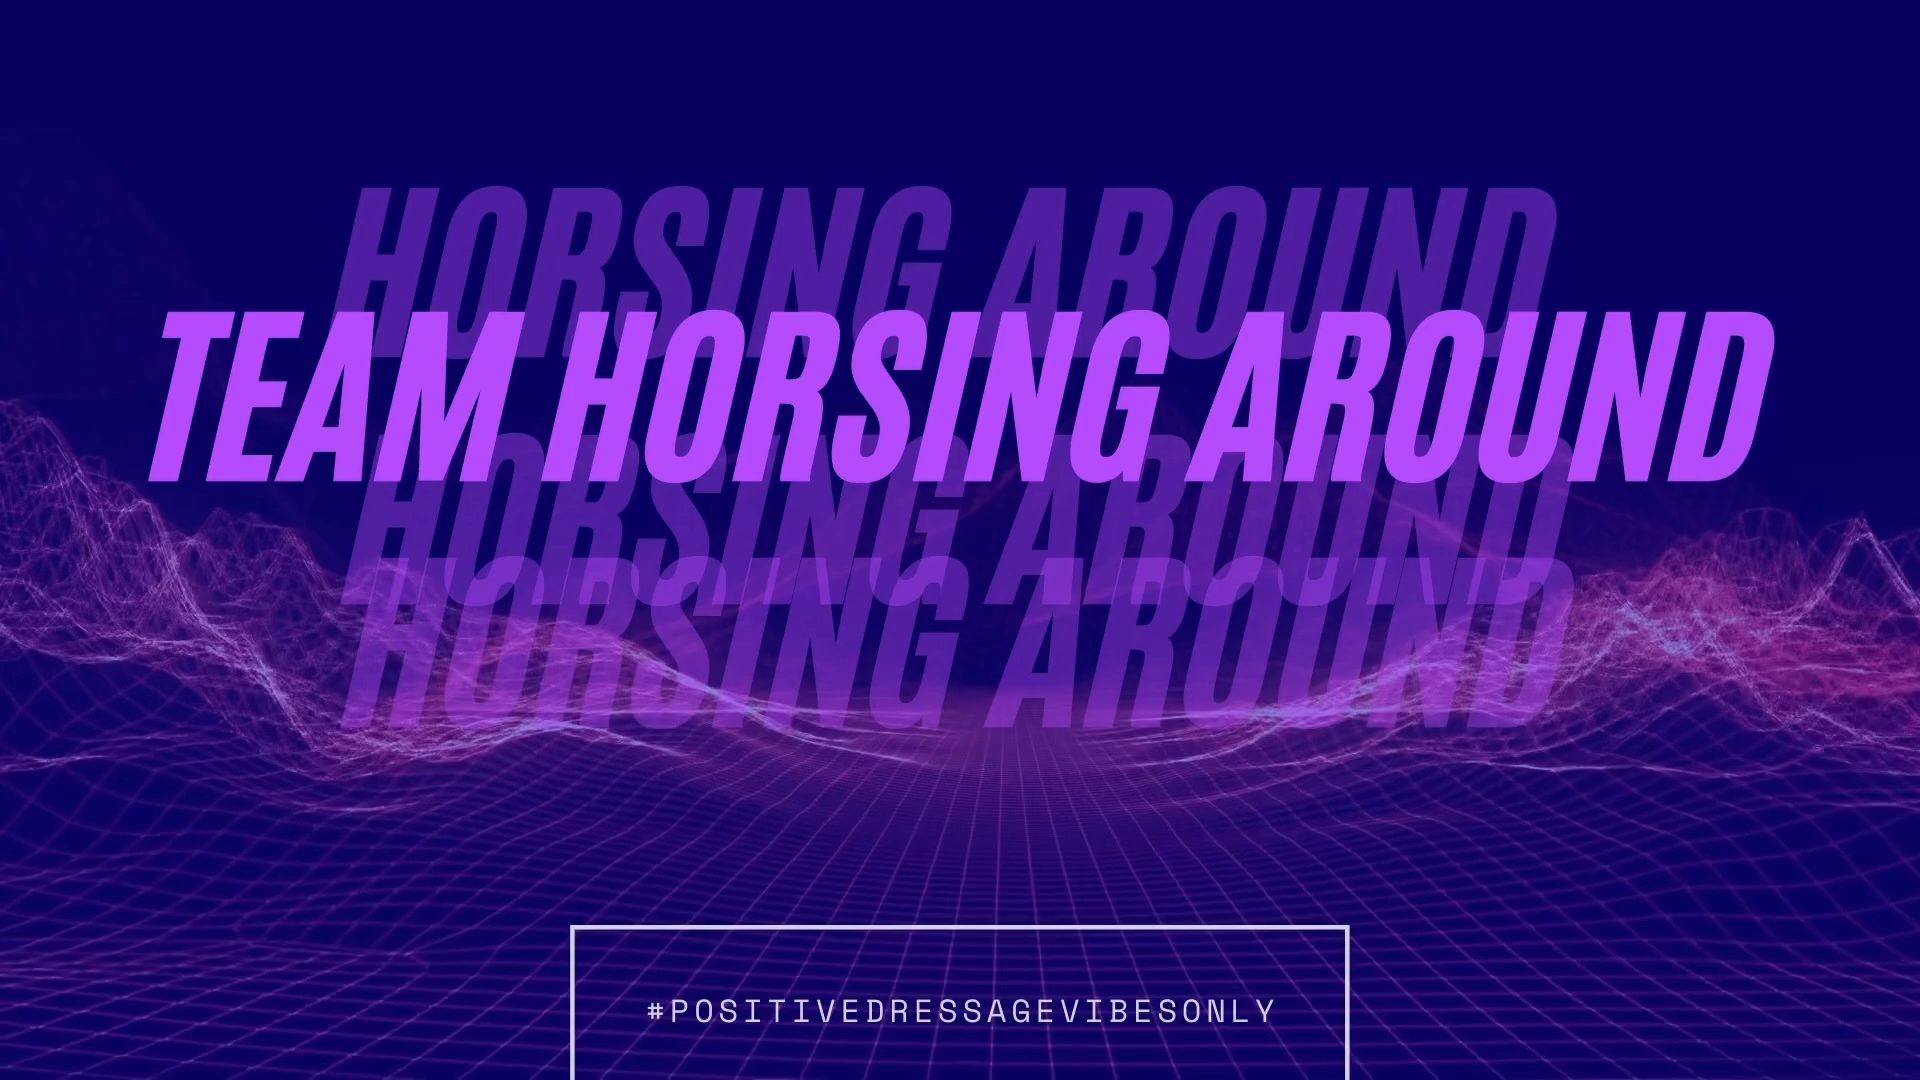 HORSING AROUND
TEAM HORSING AROUND
HORSING AROUND
HORSING AROUND
#POSITIVEDRESSAGEVIBESONLY